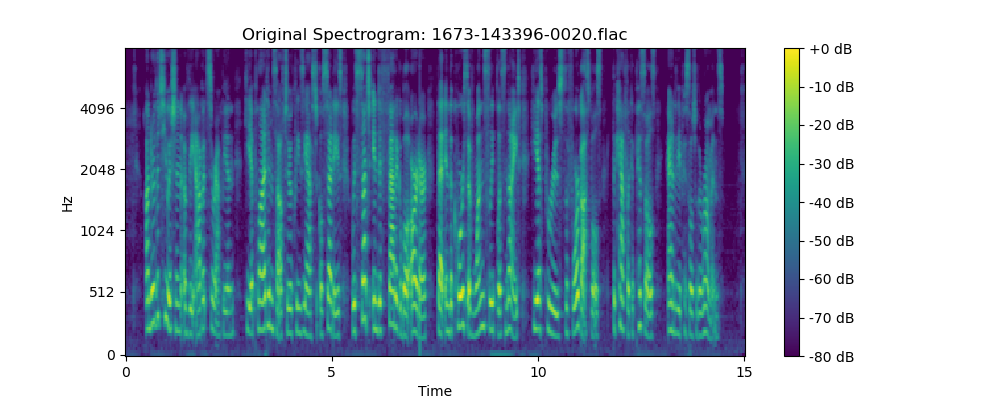 Original Spectrogram: 1673-143396-0020.flac
Hz
4096
2048
1024
512
0
0
5
10
15
Time
+0 dB
-10 dB
-20 dB
-30 dB
-40 dB
-50 dB
-60 dB
-70 dB
-80 dB